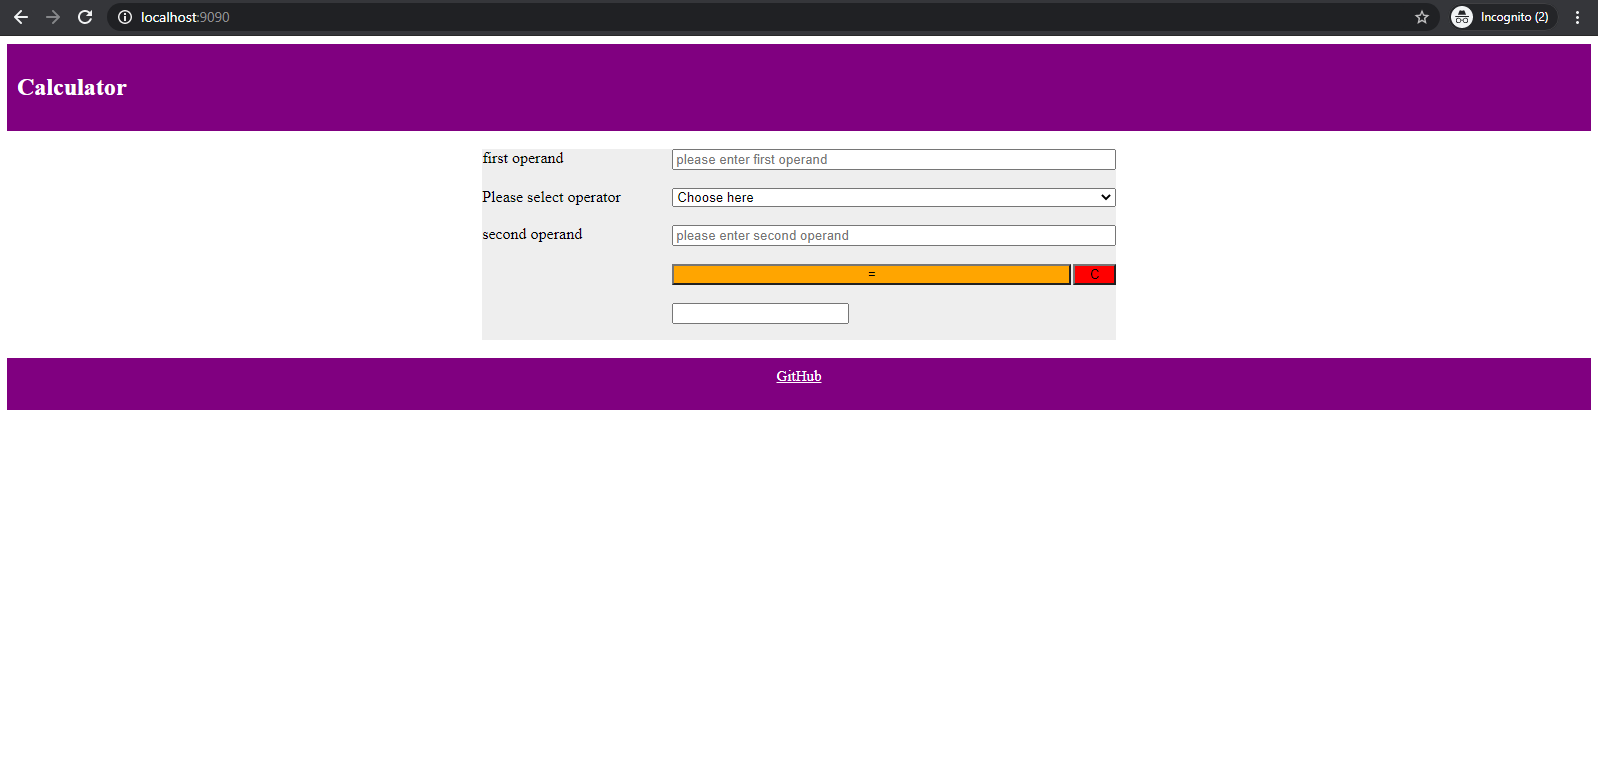 localhost:9090
Incognito (2)
Calculator
first operand
please enter first operand
Please select operator
Choose here
second operand
please enter second operand
=
C
GitHub